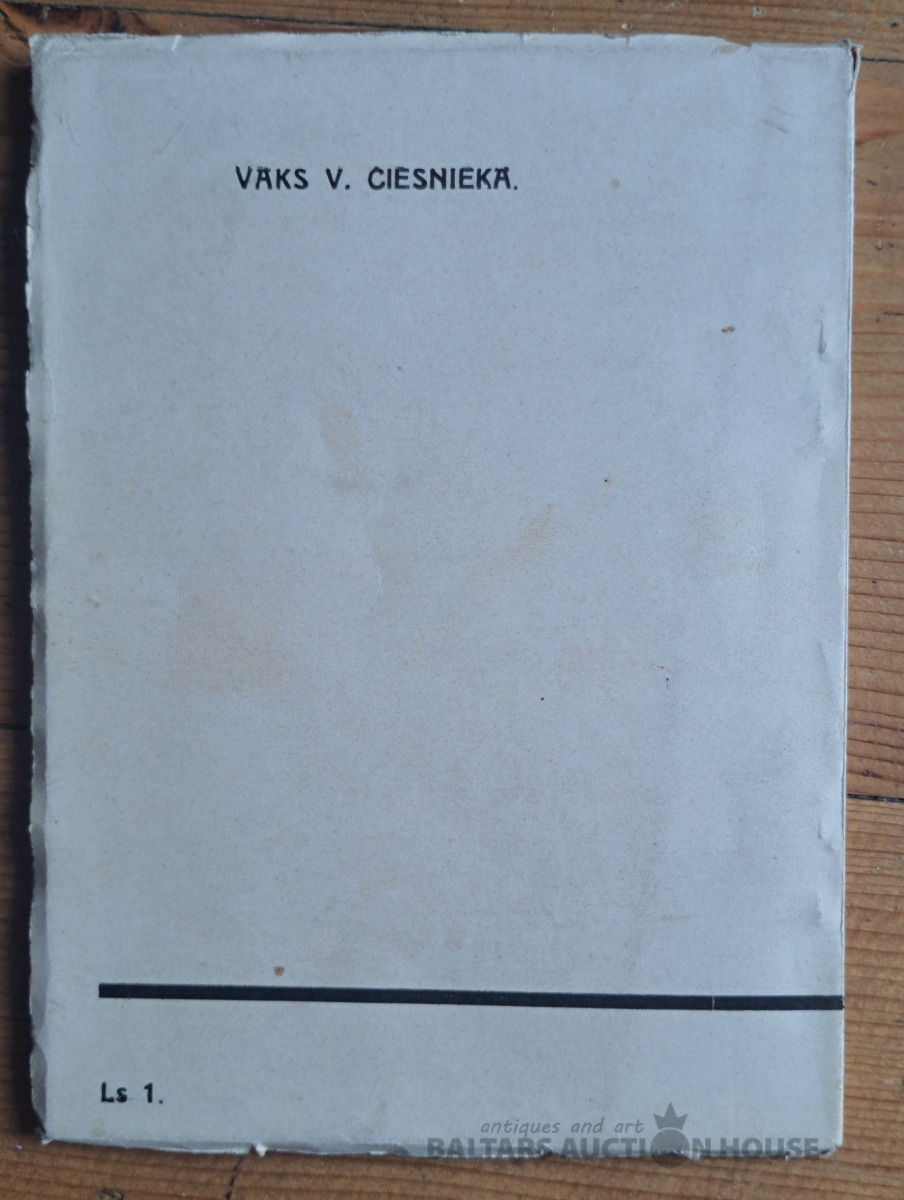 VĀKS V. CIESNIEKA.
Ls 1.
antiques and art
BALTARS AUCTION HOUSE